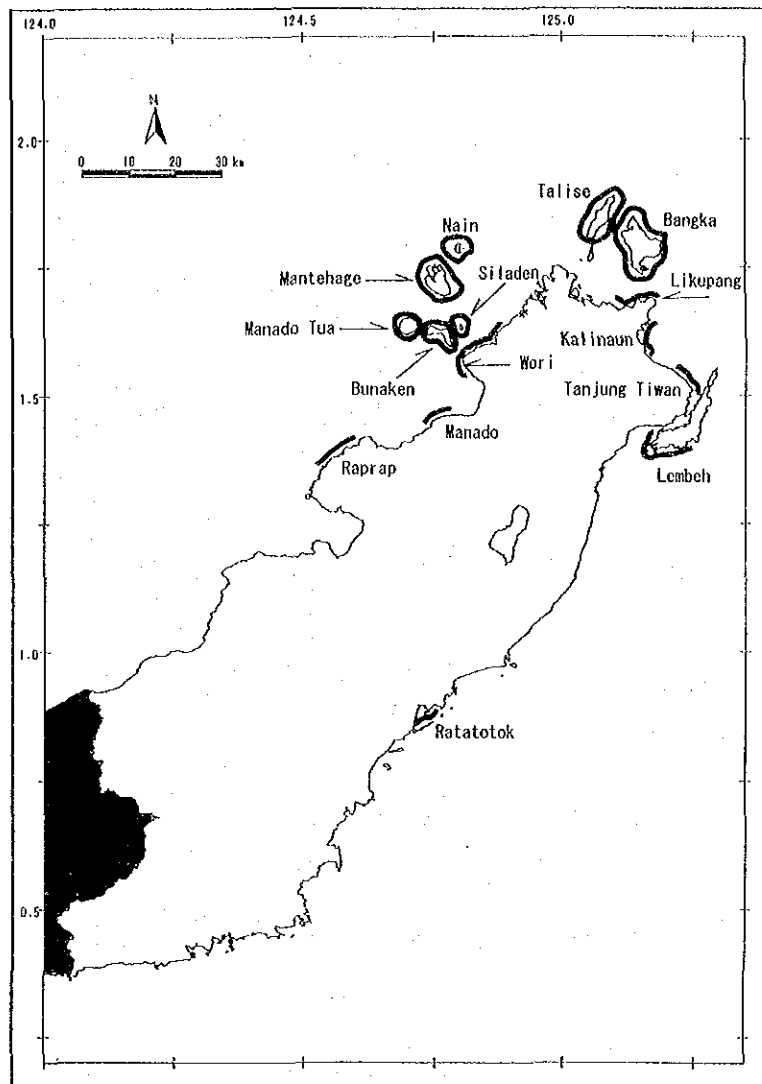 124.0 124.5 125.0
N
2.0
0 10 20 30 km
Talise
Bangka
Nain
Siladen
Mantehage
Likupang
Manado Tua
Kalinaun
Wori
Bunaken
Tanjung Tiwan
1.5
Manado
Raprap
Lembeh
1.0
Ratatotok
0.5